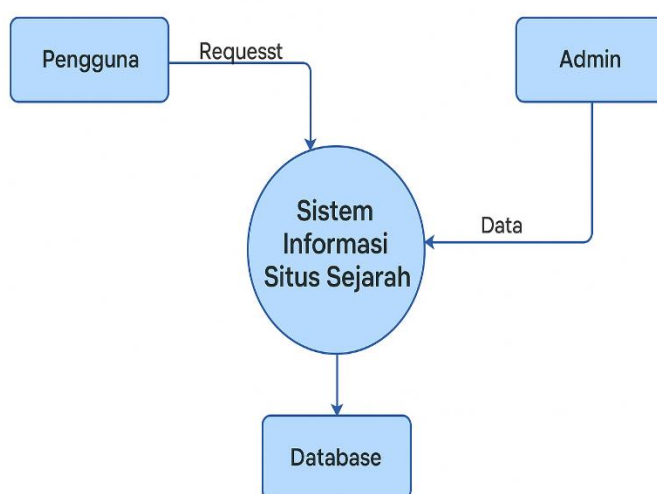 Pengguna
Requesst
Admin
Sistem
Informasi
Situs Sejarah
Data
Database